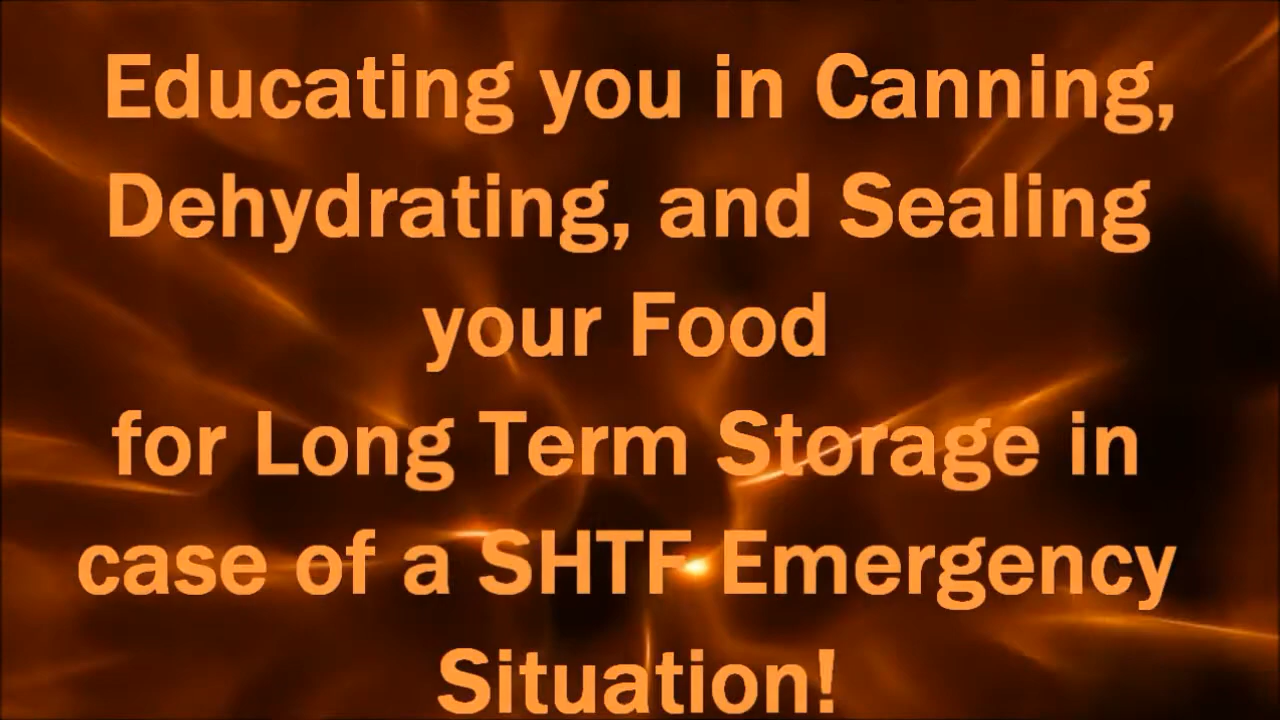 Educating you in Canning,
Dehydrating, and Sealing
your Food
for Long Term Storage in
case of a SHTF Emergency
Situation!